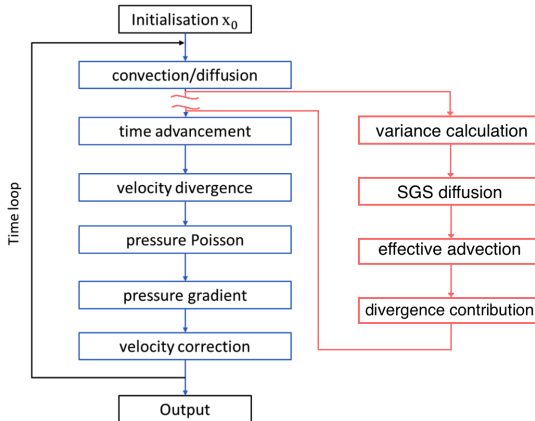 Initialisation x₀
convection/diffusion
time advancement
velocity divergence
pressure Poisson
pressure gradient
velocity correction
Output
Time loop
variance calculation
SGS diffusion
effective advection
divergence contribution